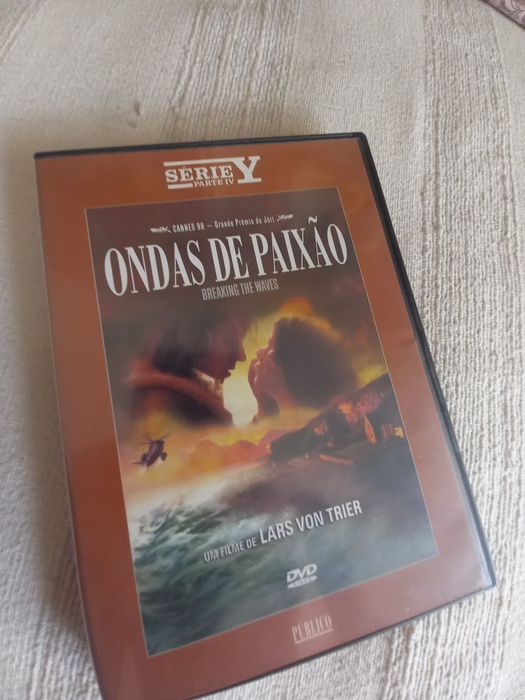 SÉRIE Y
PARTE IV
CANNES 96 – Grande Prémio do Júri
ONDAS DE PAIXÃO
BREAKING THE WAVES
UM FILME DE LARS VON TRIER
DVD
VIDEO
PÚBLICO